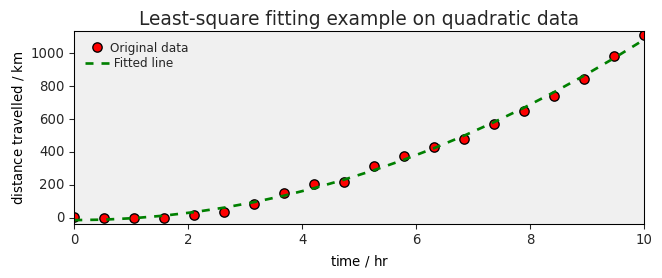 Least-square fitting example on quadratic data
Original data
Fitted line
distance travelled / km
1000
800
600
400
200
0
0 2 4 6 8 10
time / hr